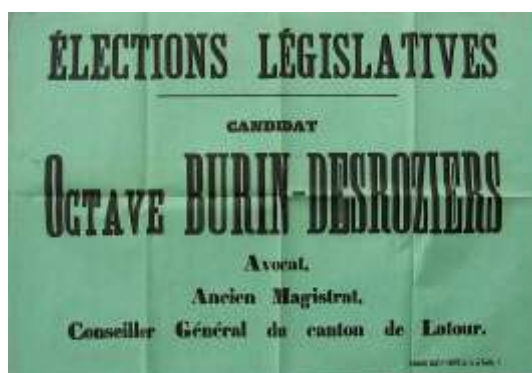 ÉLECTIONS LÉGISLATIVES
CANDIDAT
OCTAVE BURIN-DESROZIERS
Avocat,
Ancien Magistrat,
Conseiller Général du canton de Latour.